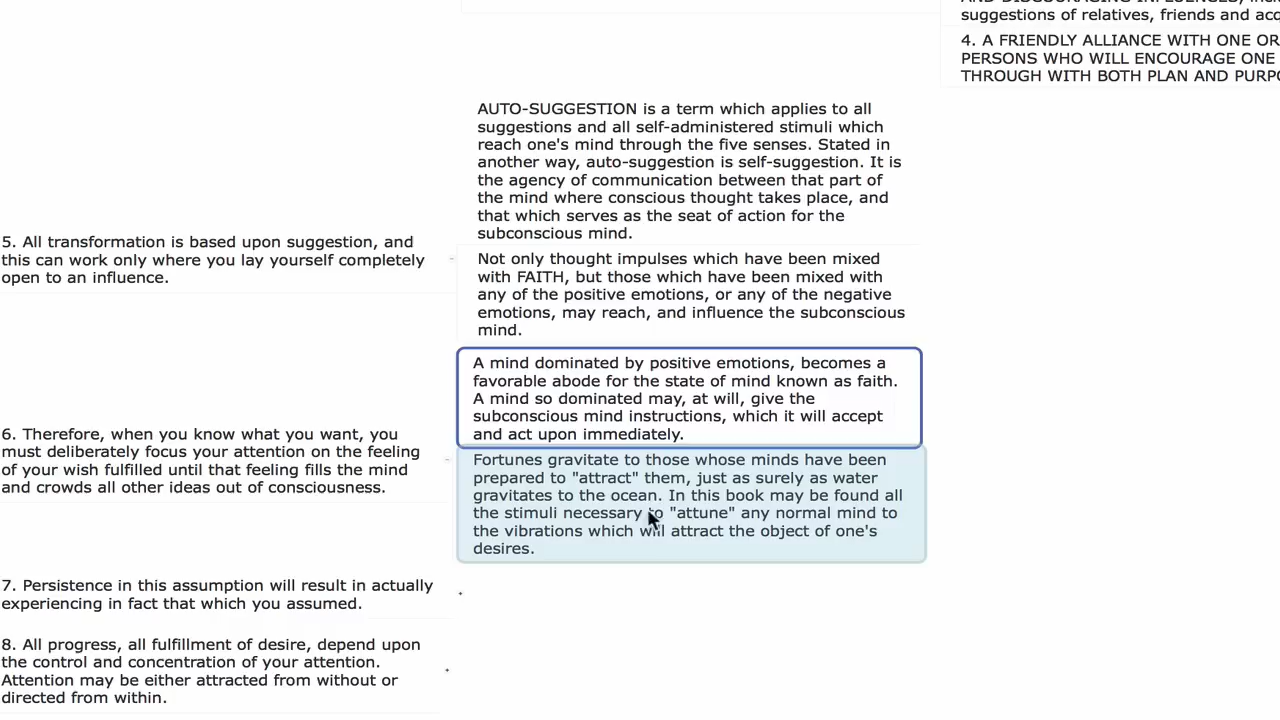 suggestions of relatives, friends and
4. A FRIENDLY ALLIANCE WITH ONE OR
PERSONS WHO WILL ENCOURAGE ONE
THROUGH WITH BOTH PLAN AND
AUTO-SUGGESTION is a term which applies to all
suggestions and all self-administered stimuli which
reach one's mind through the five senses. Stated in
another way, auto-suggestion is self-suggestion. It is
the agency of communication between that part of
the mind where conscious thought takes place, and
that which serves as the seat of action for the
subconscious mind.
Not only thought impulses which have been mixed
with FAITH, but those which have been mixed with
any of the positive emotions, or any of the negative
emotions, may reach, and influence the subconscious
mind.
A mind dominated by positive emotions, becomes a
favorable abode for the state of mind known as faith.
A mind so dominated may, at will, give the
subconscious mind instructions, which it will accept
and act upon immediately.
Fortunes gravitate to those whose minds have been
prepared to "attract" them, just as surely as water
gravitates to the ocean. In this book may be found all
the stimuli necessary to "attune" any normal mind to
the vibrations which will attract the object of one's
desires.
5. All transformation is based upon suggestion, and
this can work only where you lay yourself completely
open to an influence.
6. Therefore, when you know what you want, you
must deliberately focus your attention on the feeling
of your wish fulfilled until that feeling fills the mind
and crowds all other ideas out of consciousness.
7. Persistence in this assumption will result in actually
experiencing in fact that which you assumed.
8. All progress, all fulfillment of desire, depend upon
the control and concentration of your attention.
Attention may be either attracted from without or
directed from within.